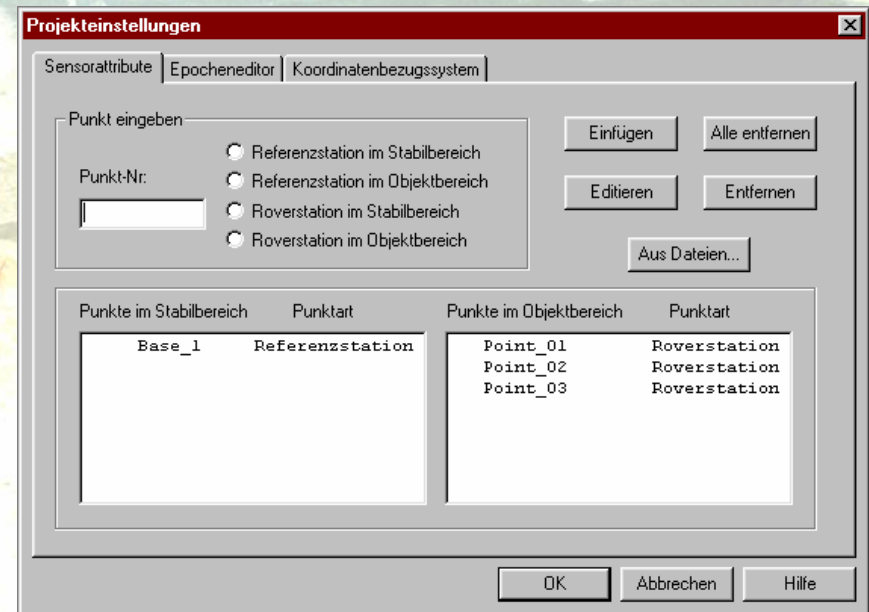 Projekteinstellungen
Sensorattribute Epocheneditor Koordinatenbezugssystem
Punkt eingeben
Punkt-Nr:
Referenzstation im Stabilbereich
Referenzstation im Objektbereich
Roverstation im Stabilbereich
Roverstation im Objektbereich
Einfügen Alle entfernen
Editieren Entfernen
Aus Dateien...
Punkte im Stabilbereich Punktart
Base_1 Referenzstation
Punkte im Objektbereich Punktart
Point_01 Roverstation
Point_02 Roverstation
Point_03 Roverstation
OK Abbrechen Hilfe